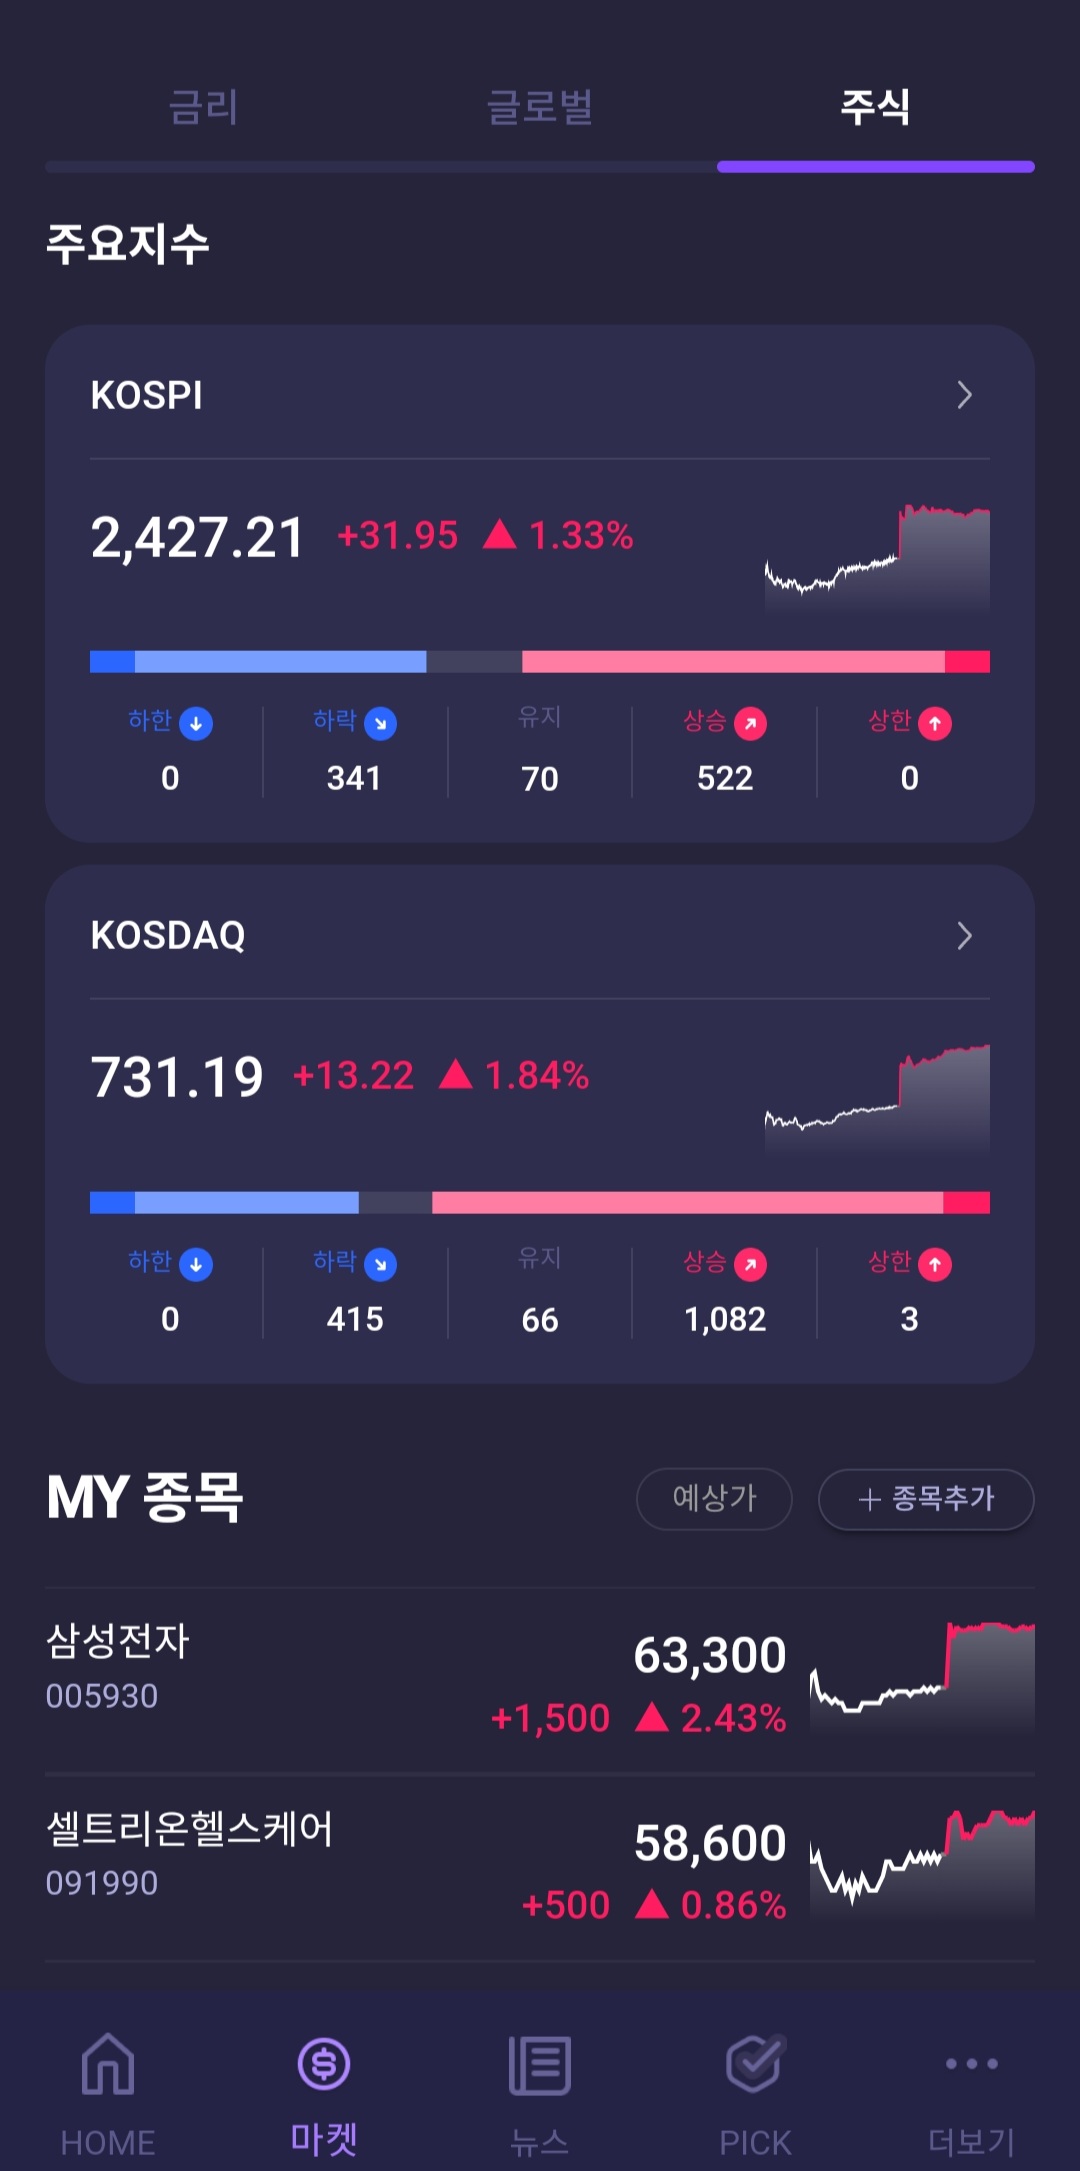 금리 글로벌 주식
주요지수
KOSPI
2,427.21 +31.95 ▲ 1.33%
하한 하락 유지 상승 상한
0 341 70 522 0
KOSDAQ
731.19 +13.22 ▲ 1.84%
하한 하락 유지 상승 상한
0 415 66 1,082 3
MY 종목 예상가 + 종목추가
삼성전자 63,300
005930 +1,500 ▲ 2.43%
셀트리온헬스케어 58,600
091990 +500 ▲ 0.86%
HOME 마켓 뉴스 PICK 더보기